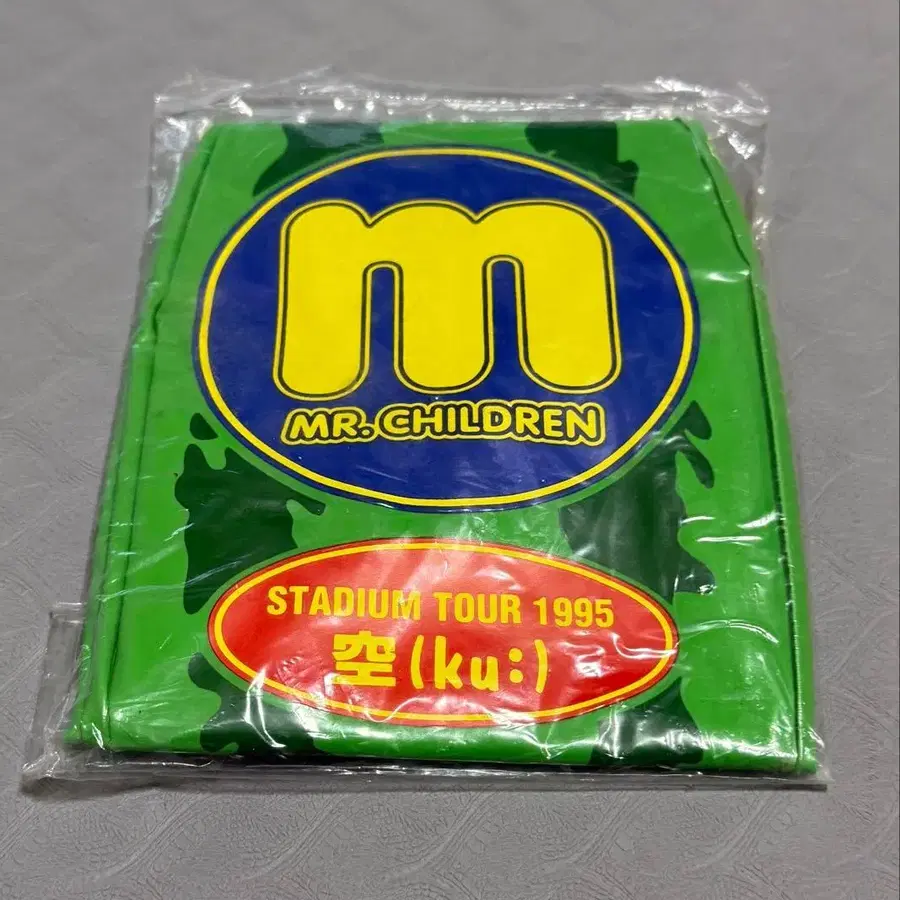 m
MR. CHILDREN
STADIUM TOUR 1995
空(ku:)